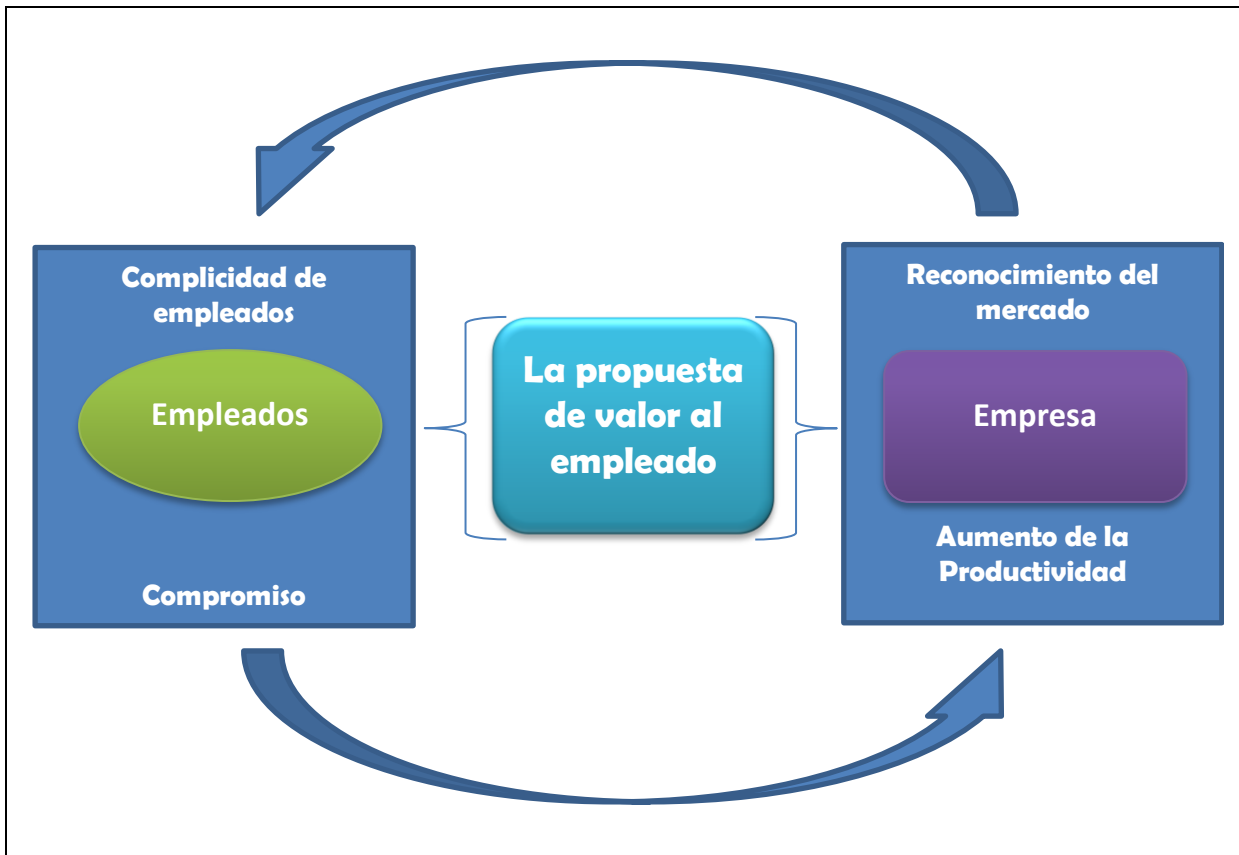 Complicidad de
empleados
Empleados
Compromiso
La propuesta
de valor al
empleado
Reconocimiento del
mercado
Empresa
Aumento de la
Productividad